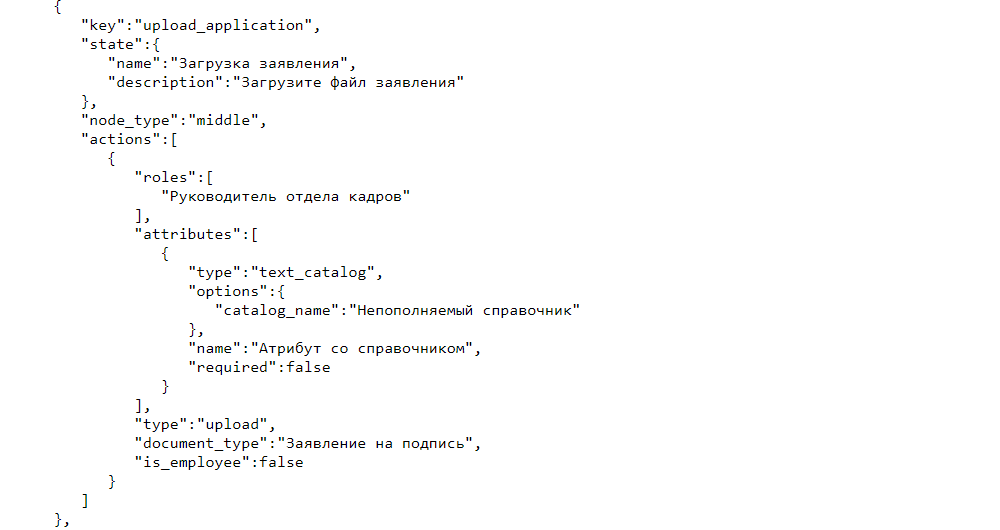 {
"key":"upload_application",
"state":{
"name":"Загрузка заявления",
"description":"Загрузите файл заявления"
},
"node_type":"middle",
"actions":[
{
"roles":[
"Руководитель отдела кадров"
],
"attributes":[
{
"type":"text_catalog",
"options":{
"catalog_name":"Непополняемый справочник"
},
"name":"Атрибут со справочником",
"required":false
}
],
"type":"upload",
"document_type":"Заявление на подпись",
"is_employee":false
}
]
},